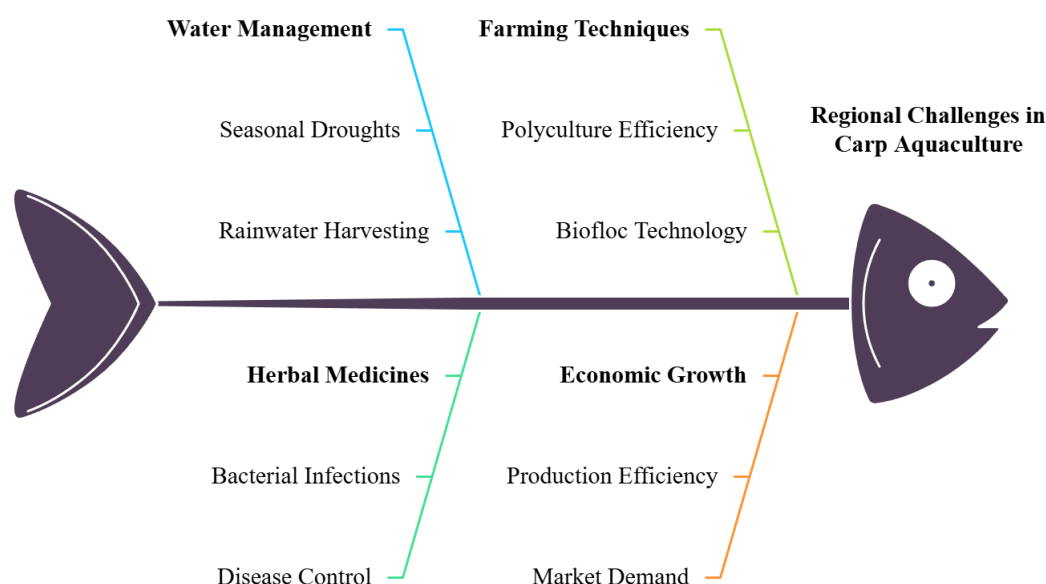 Water Management
Seasonal Droughts
Rainwater Harvesting
Farming Techniques
Polyculture Efficiency
Biofloc Technology
Regional Challenges in
Carp Aquaculture
Herbal Medicines
Bacterial Infections
Disease Control
Economic Growth
Production Efficiency
Market Demand